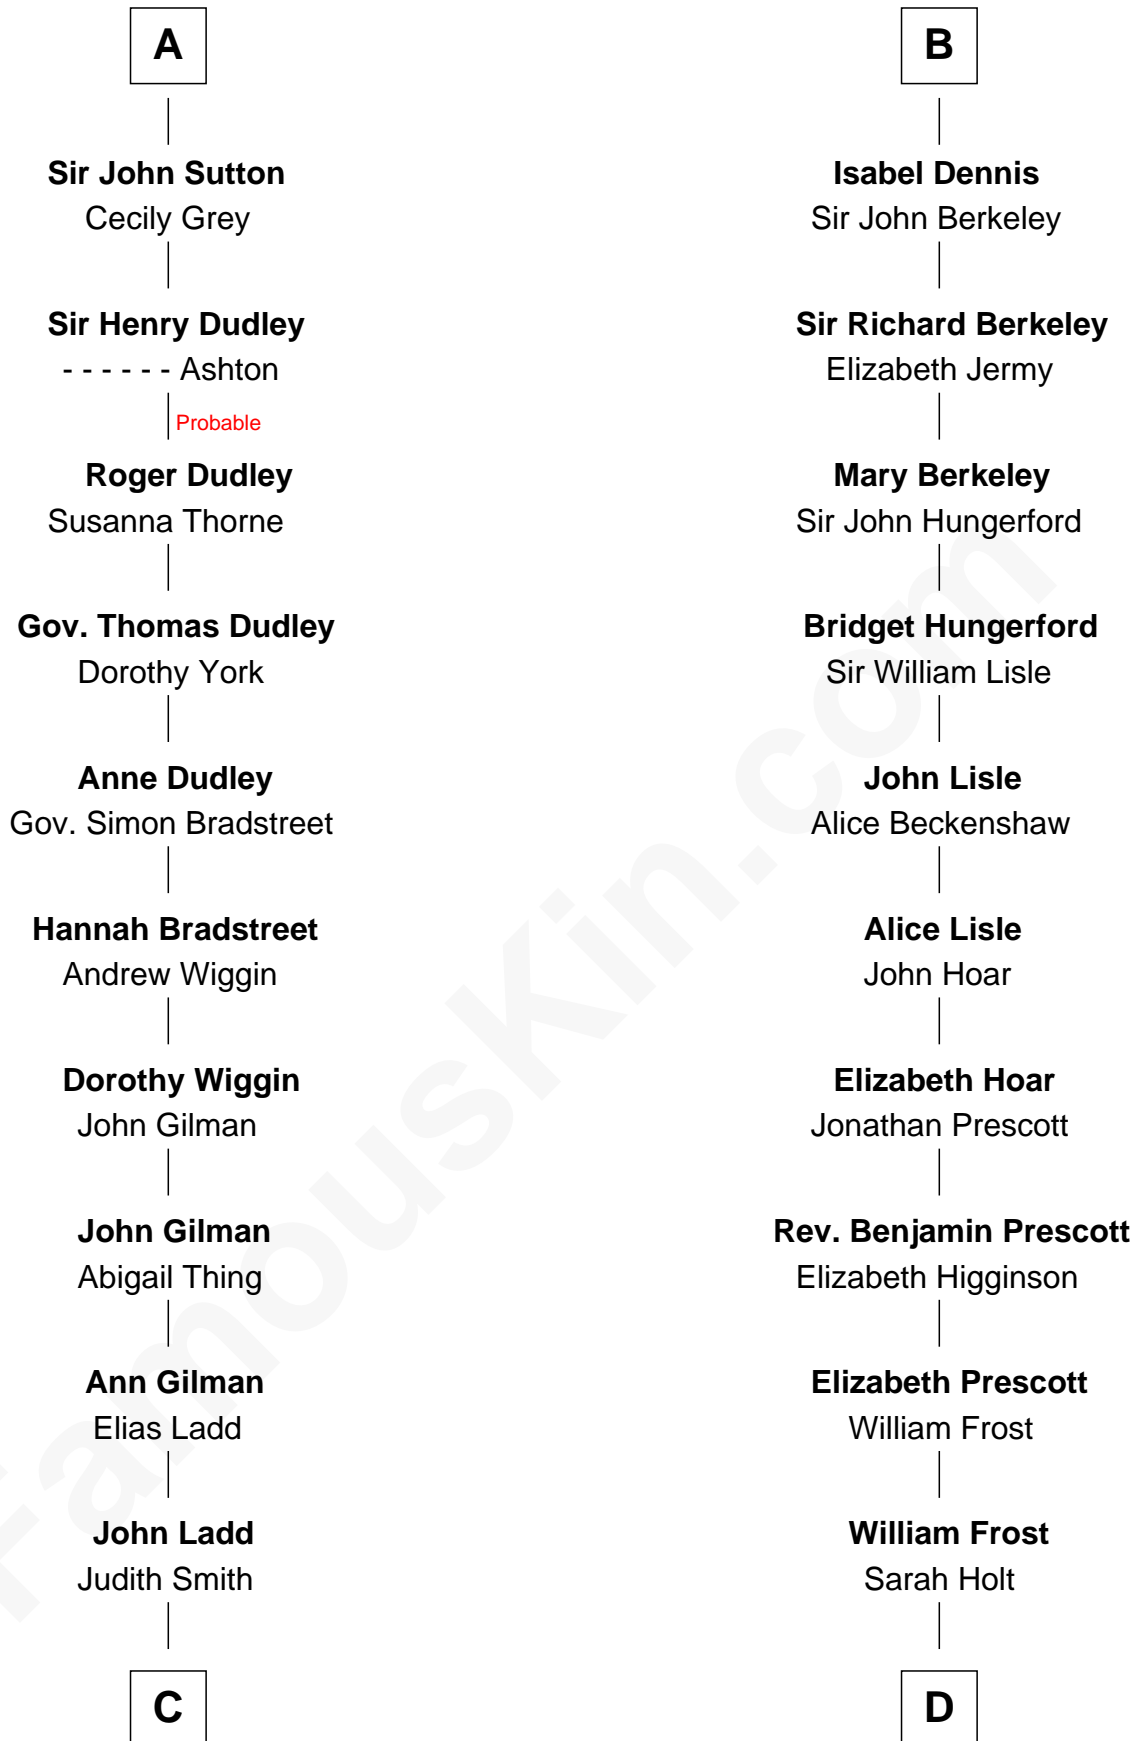 A
Sir John Sutton
Cecily Grey
Sir Henry Dudley
- - - - - - Ashton
Probable
Roger Dudley
Susanna Thorne
Gov. Thomas Dudley
Dorothy York
Anne Dudley
Gov. Simon Bradstreet
Hannah Bradstreet
Andrew Wiggin
Dorothy Wiggin
John Gilman
John Gilman
Abigail Thing
Ann Gilman
Elias Ladd
John Ladd
Judith Smith
C
B
Isabel Dennis
Sir John Berkeley
Sir Richard Berkeley
Elizabeth Jermy
Mary Berkeley
Sir John Hungerford
Bridget Hungerford
Sir William Lisle
John Lisle
Alice Beckenshaw
Alice Lisle
John Hoar
Elizabeth Hoar
Jonathan Prescott
Rev. Benjamin Prescott
Elizabeth Higginson
Elizabeth Prescott
William Frost
William Frost
Sarah Holt
D
FamousKin.com